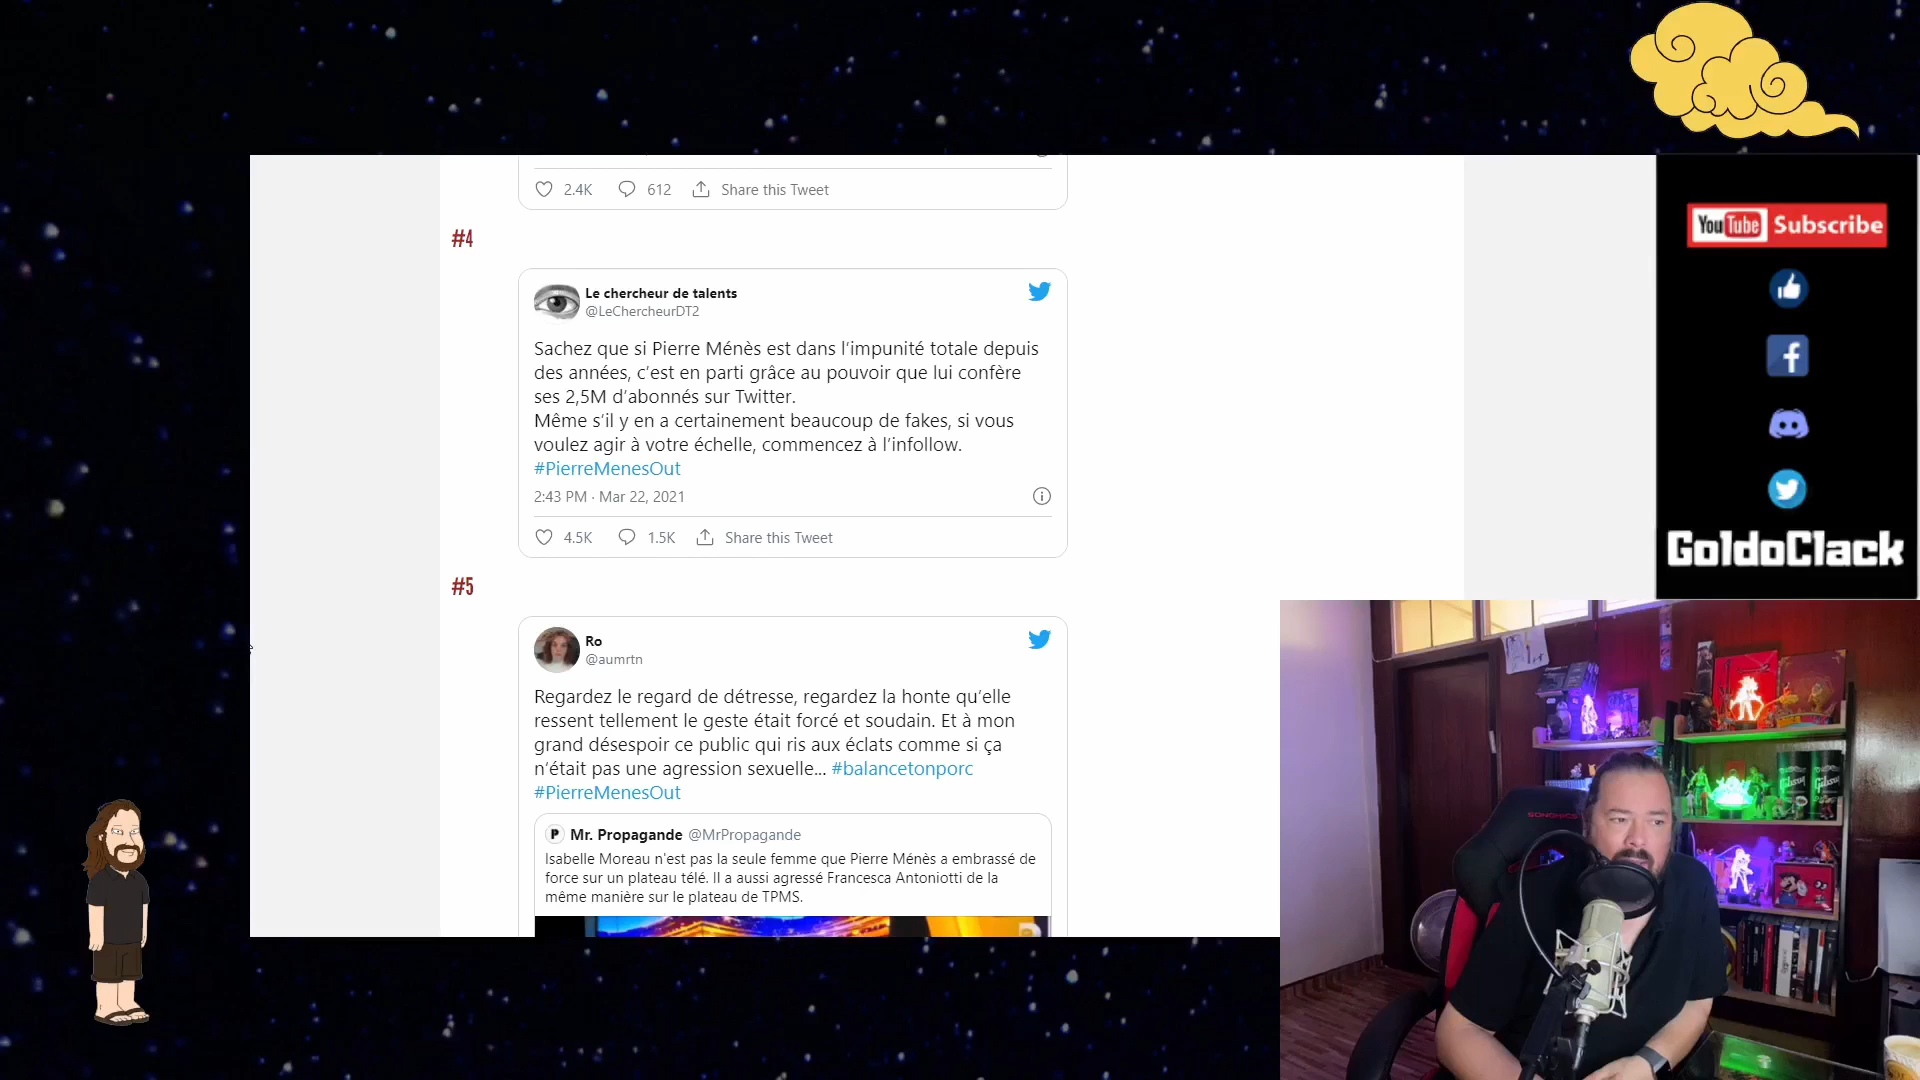 2.4K 612 Share this Tweet
#4
Le chercheur de talents
@LeChercheurDT2
Sachez que si Pierre Ménès est dans l’impunité totale depuis
des années, c’est en parti grâce au pouvoir que lui confère
ses 2,5M d’abonnés sur Twitter.
Même s’il y en a certainement beaucoup de fakes, si vous
voulez agir à votre échelle, commencez à l’infollow.
#PierreMenesOut
2:43 PM · Mar 22, 2021
4.5K 1.5K Share this Tweet
#5
Ro
@aumrtn
Regardez le regard de détresse, regardez la honte qu’elle
ressent tellement le geste était forcé et soudain. Et à mon
grand désespoir ce public qui ris aux éclats comme si ça
n’était pas une agression sexuelle... #balancetonporc
#PierreMenesOut
Mr. Propagande @MrPropagande
Isabelle Moreau n'est pas la seule femme que Pierre Ménès a embrassé de
force sur un plateau télé. Il a aussi agressé Francesca Antoniotti de la
même manière sur le plateau de TPMS.
YouTube Subscribe
GoldoClack